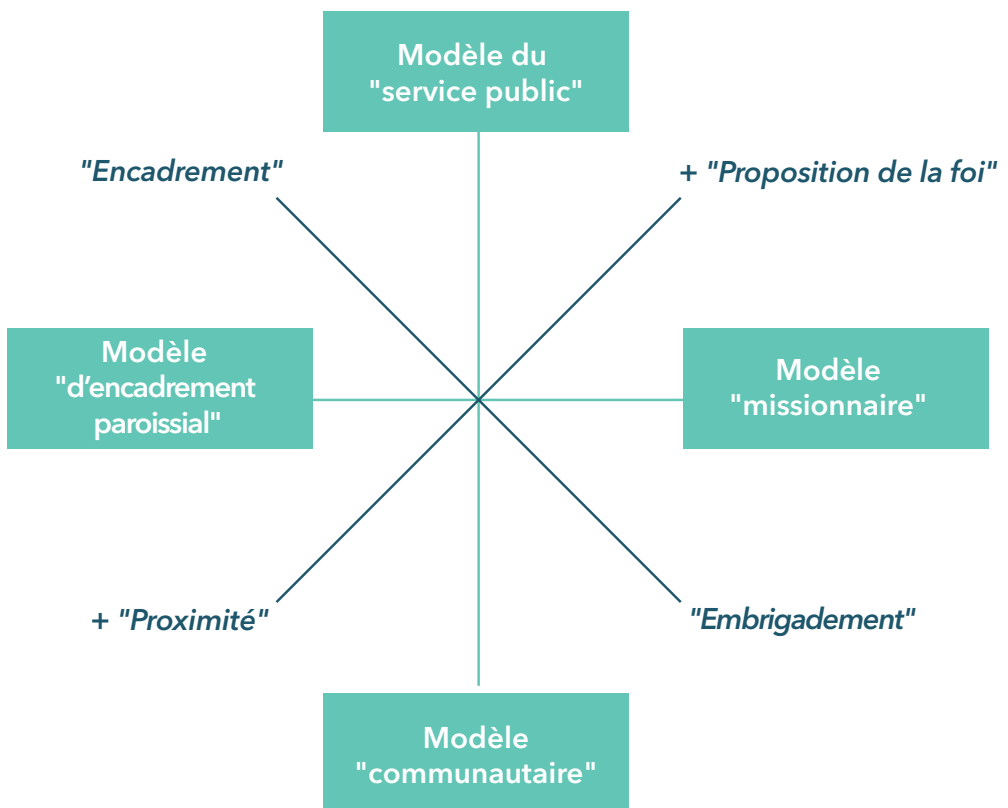 Modèle du
"service public"
"Encadrement"
+ "Proposition de la foi"
Modèle
"d’encadrement
paroissial"
Modèle
"missionnaire"
+ "Proximité"
"Embrigadement"
Modèle
"communautaire"